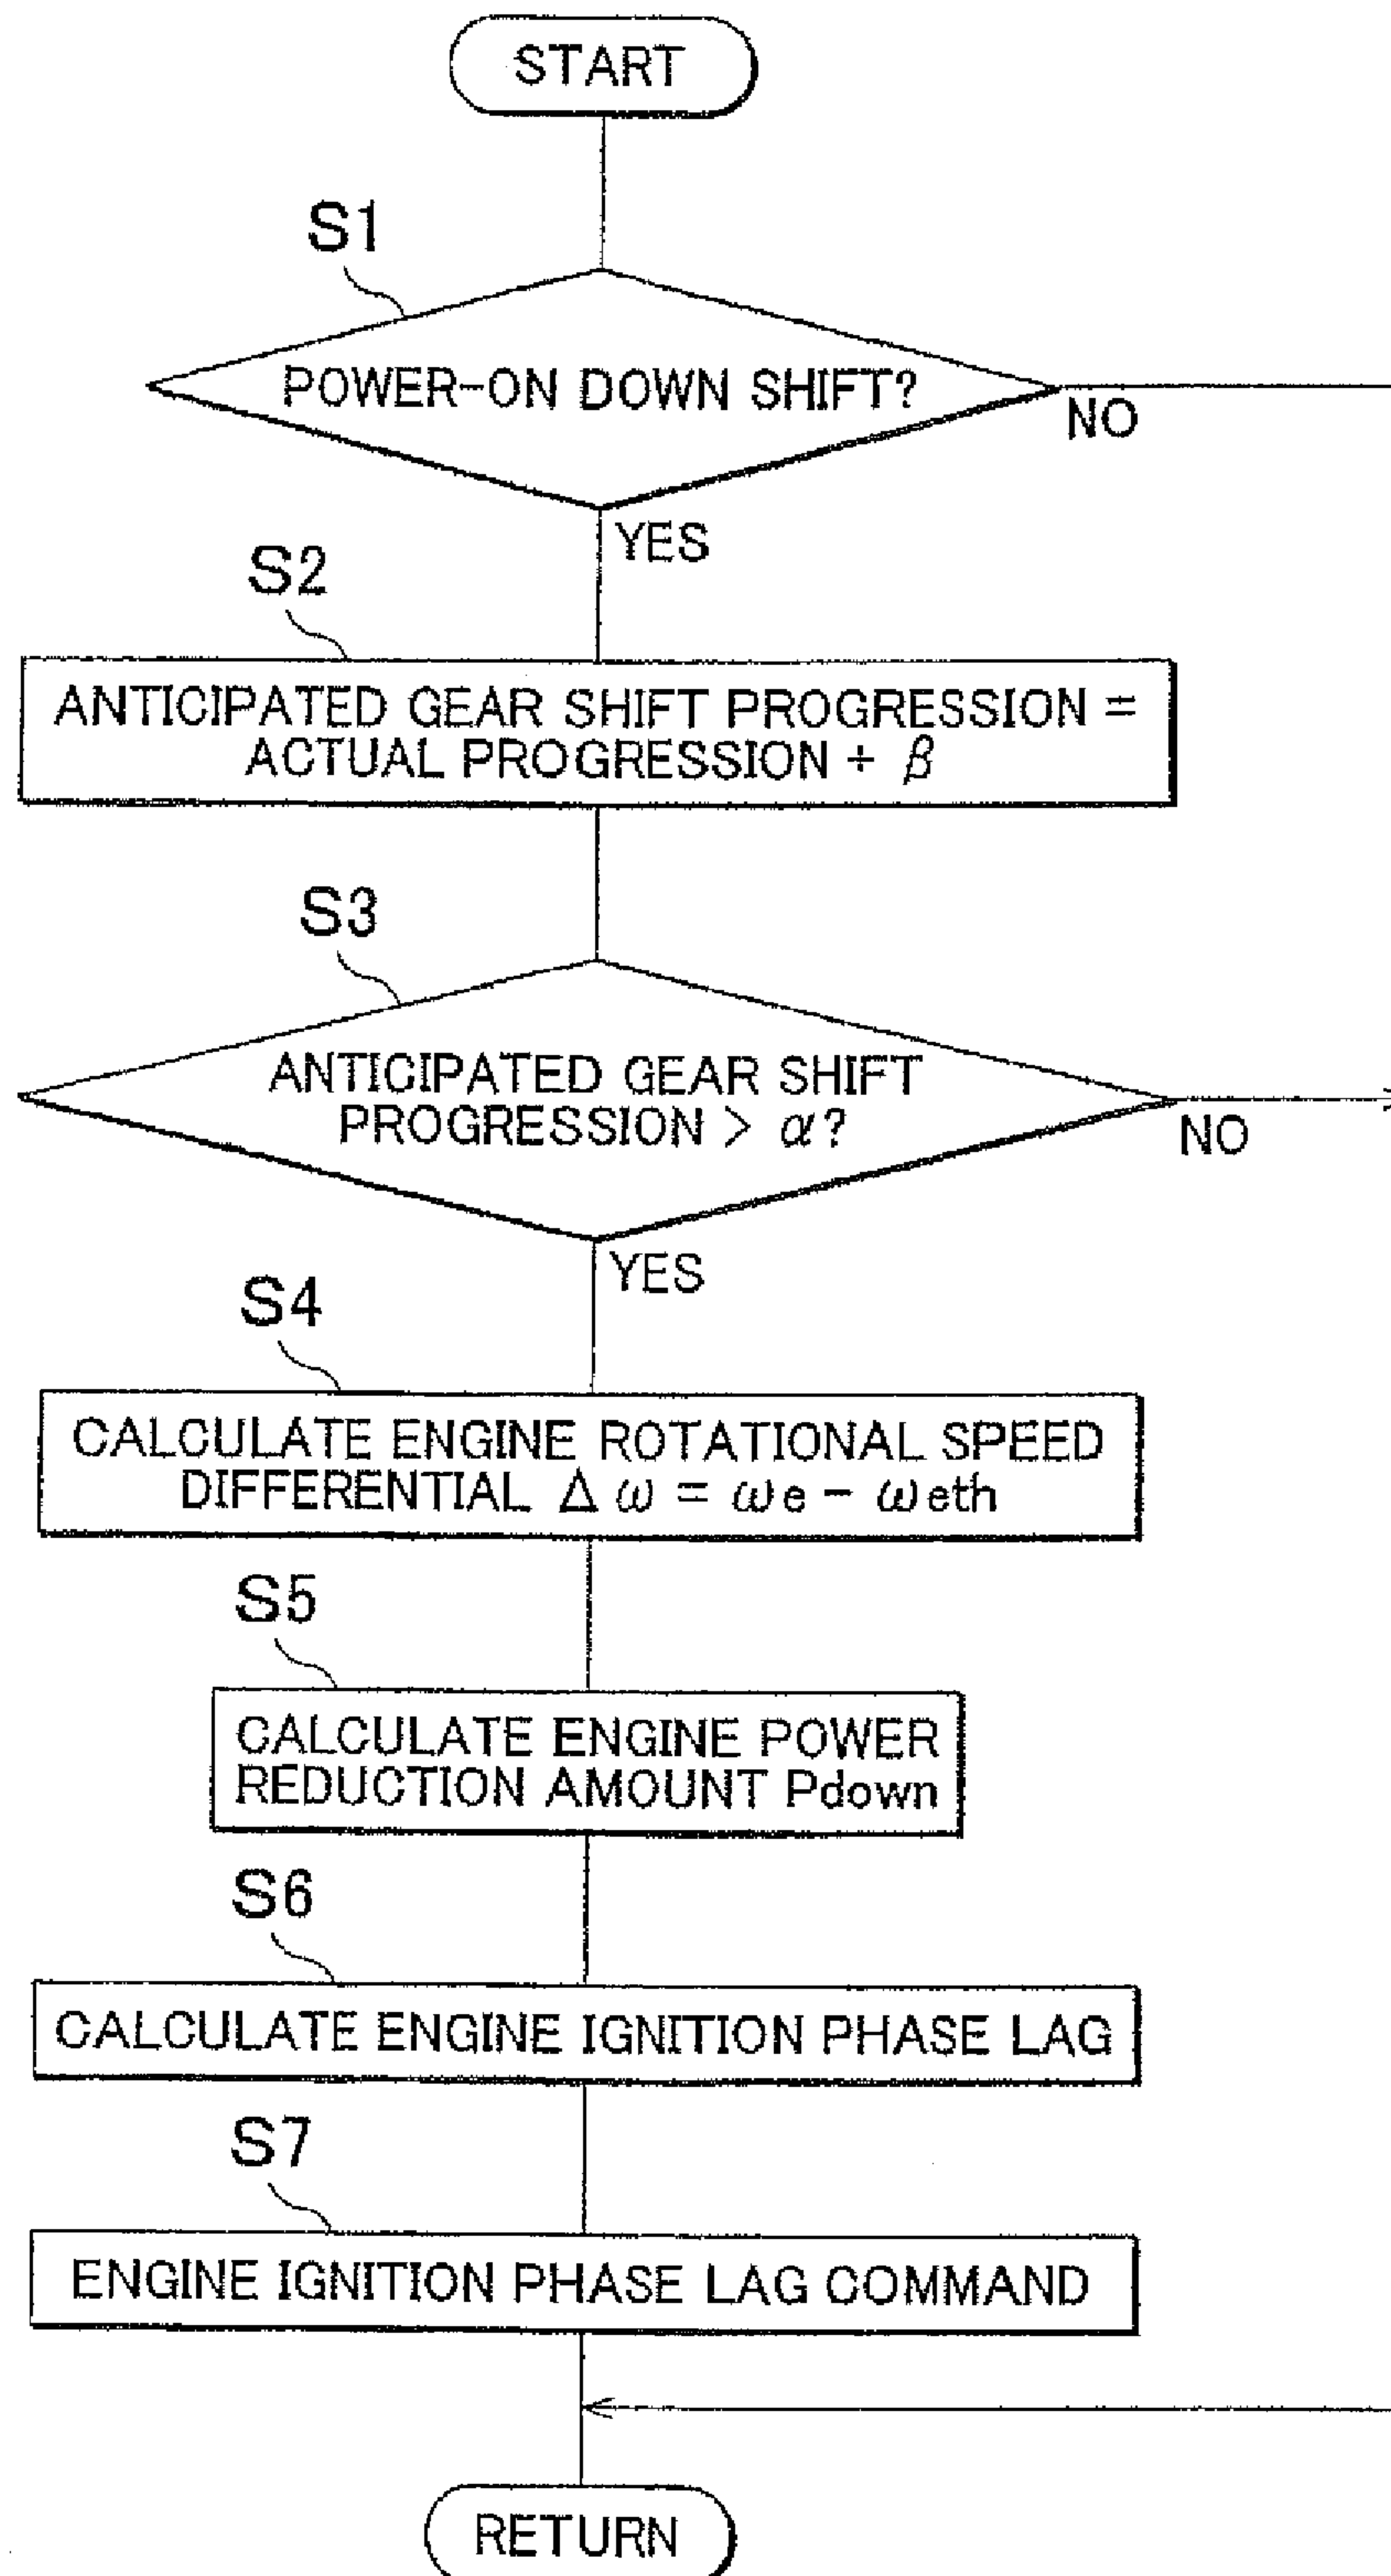 START
S1
POWER-ON DOWN SHIFT?
NO
YES
S2
ANTICIPATED GEAR SHIFT PROGRESSION =
ACTUAL PROGRESSION + β
S3
ANTICIPATED GEAR SHIFT
PROGRESSION > α?
NO
YES
S4
CALCULATE ENGINE ROTATIONAL SPEED
DIFFERENTIAL Δω = ωe - ωeth
S5
CALCULATE ENGINE POWER
REDUCTION AMOUNT Pdown
S6
CALCULATE ENGINE IGNITION PHASE LAG
S7
ENGINE IGNITION PHASE LAG COMMAND
RETURN